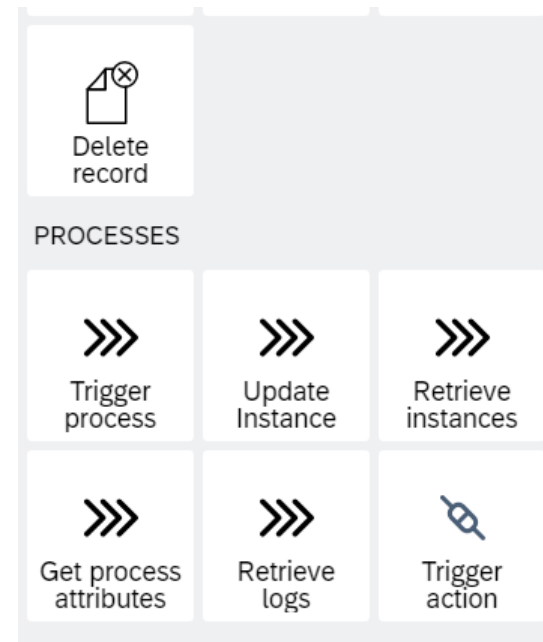 Delete
record
PROCESSES
Trigger
process
Update
Instance
Retrieve
instances
Get process
attributes
Retrieve
logs
Trigger
action